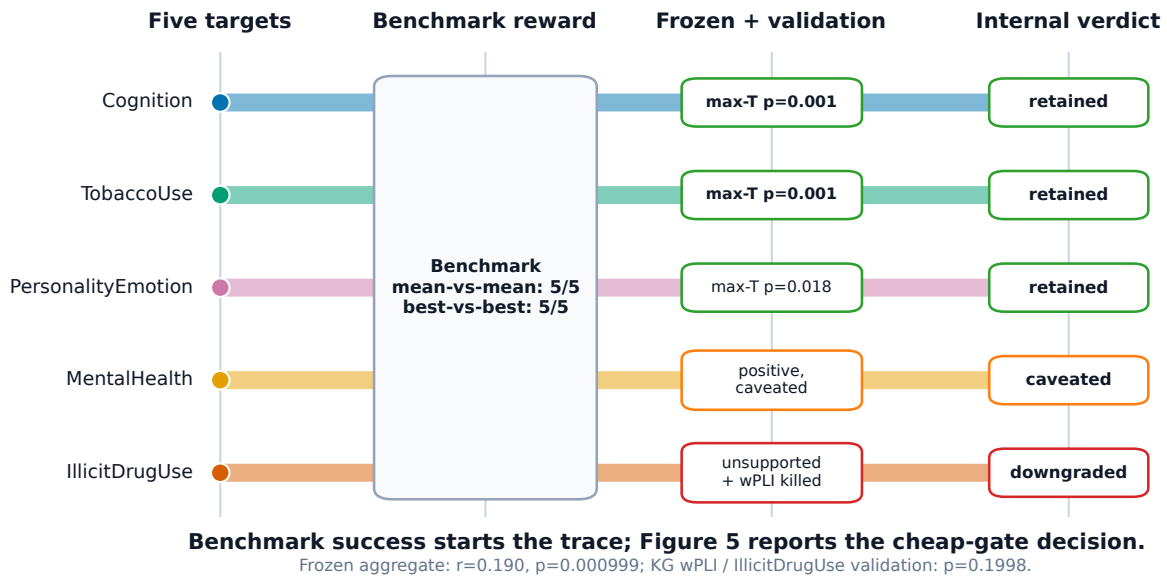 Five targets
Benchmark reward
Frozen + validation
Internal verdict
Cognition
max-T p=0.001
retained
TobaccoUse
max-T p=0.001
retained
Benchmark
mean-vs-mean: 5/5
best-vs-best: 5/5
PersonalityEmotion
max-T p=0.018
retained
MentalHealth
positive,
caveated
caveated
IllicitDrugUse
unsupported
+ wPLI killed
downgraded
Benchmark success starts the trace; Figure 5 reports the cheap-gate decision.
Frozen aggregate: r=0.190, p=0.000999; KG wPLI / IllicitDrugUse validation: p=0.1998.